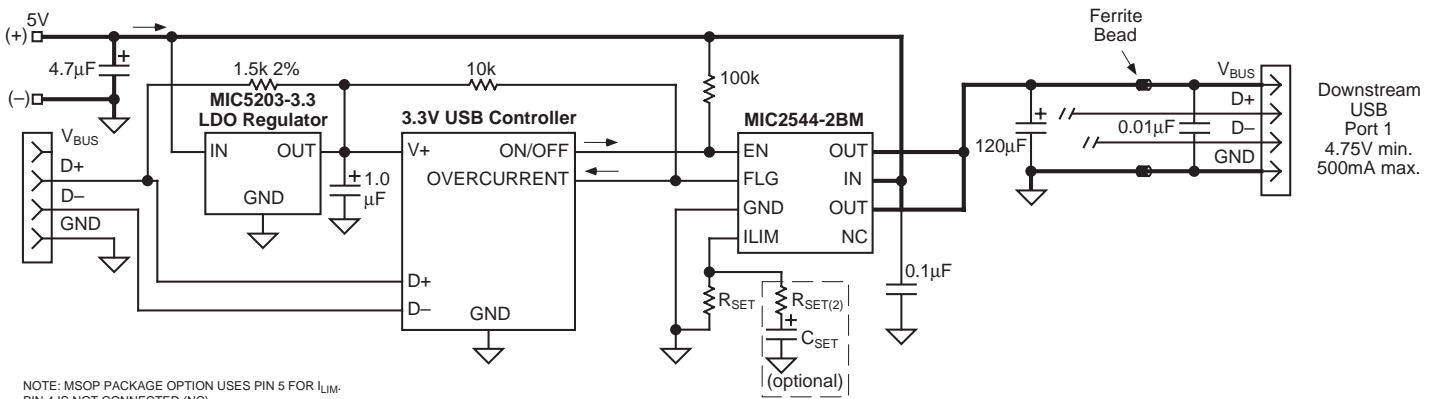 5V
(+)
4.7µF
(–)
1.5k 2%
10k
100k
MIC5203-3.3
LDO Regulator
3.3V USB Controller
MIC2544-2BM
IN
OUT
GND
1.0
µF
V+
ON/OFF
OVERCURRENT
D+
D–
GND
EN
FLG
GND
ILIM
OUT
IN
OUT
NC
VBUS
D+
D–
GND
RSET
RSET(2)
CSET
(optional)
0.1µF
Ferrite
Bead
120µF
0.01µF
VBUS
D+
D–
GND
Downstream
USB
Port 1
4.75V min.
500mA max.
NOTE: MSOP PACKAGE OPTION USES PIN 5 FOR ILIM.
PIN 4 IS NOT CONNECTED (NC)